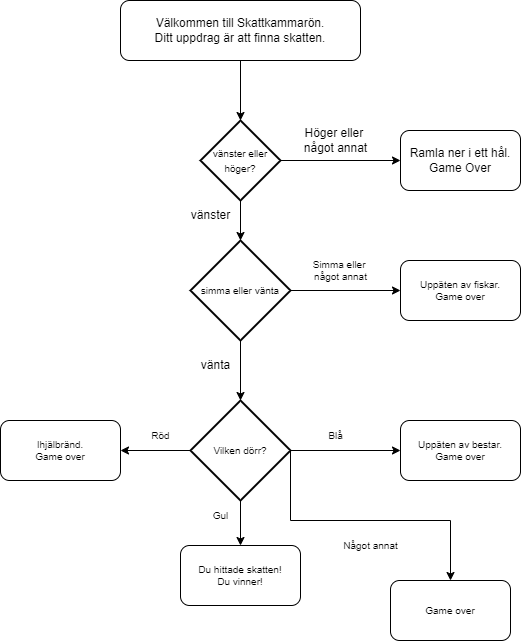 Välkommen till Skattkammarön.
Ditt uppdrag är att finna skatten.
vänster eller
höger?
Höger eller
något annat
Ramla ner i ett hål.
Game Over
vänster
simma eller vänta
Simma eller
något annat
Uppäten av fiskar.
Game over
vänta
Vilken dörr?
Röd
Ihjälbränd.
Game over
Blå
Uppäten av bestar.
Game over
Gul
Du hittade skatten!
Du vinner!
Något annat
Game over